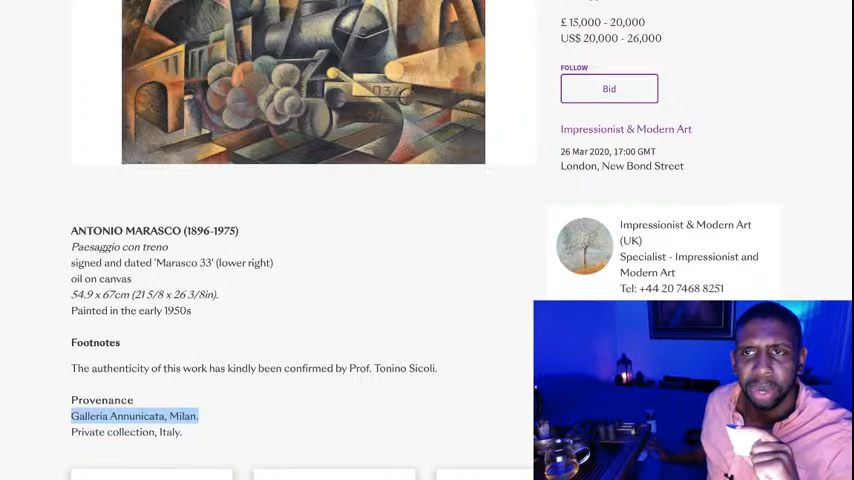 £ 15,000 - 20,000
US$ 20,000 - 26,000
FOLLOW
Bid
Impressionist & Modern Art
26 Mar 2020, 17:00 GMT
London, New Bond Street
ANTONIO MARASCO (1896-1975)
Paesaggio con treno
signed and dated 'Marasco 33' (lower right)
oil on canvas
54.9 x 67cm (21 5/8 x 26 3/8in).
Painted in the early 1950s
Footnotes
The authenticity of this work has kindly been confirmed by Prof. Tonino Sicoli.
Provenance
Galleria Annunicata, Milan.
Private collection, Italy.
Impressionist & Modern Art
(UK)
Specialist - Impressionist and
Modern Art
Tel: +44 20 7468 8251